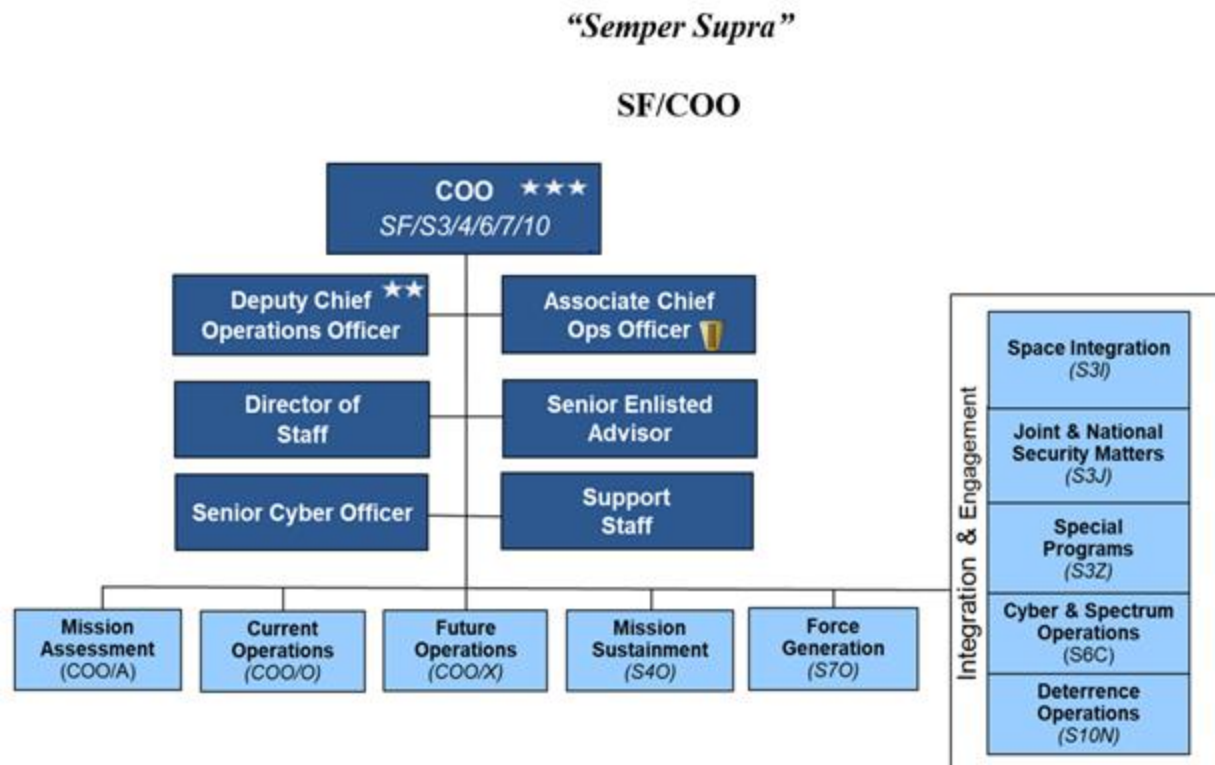 “Semper Supra”
SF/COO
COO
SF/S3/4/6/7/10
Deputy Chief
Operations Officer
Associate Chief
Ops Officer
Director of
Staff
Senior Enlisted
Advisor
Senior Cyber Officer
Support
Staff
Mission
Assessment
(COO/A)
Current
Operations
(COO/O)
Future
Operations
(COO/X)
Mission
Sustainment
(S4O)
Force
Generation
(S7O)
Integration & Engagement
Space Integration
(S3I)
Joint & National
Security Matters
(S3J)
Special
Programs
(S3Z)
Cyber & Spectrum
Operations
(S6C)
Deterrence
Operations
(S10N)